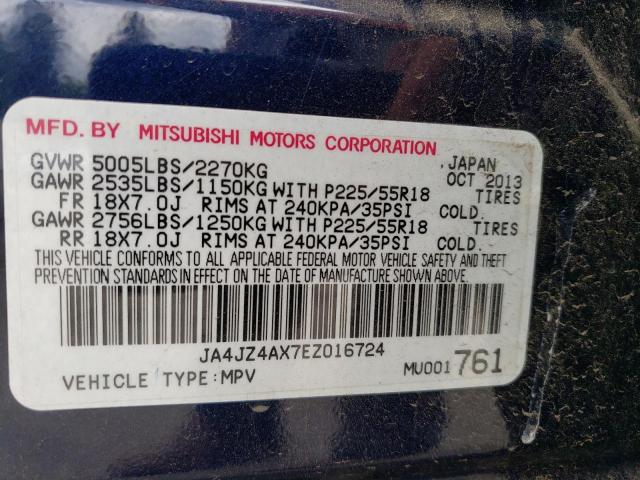 MFD. BY MITSUBISHI MOTORS CORPORATION
GVWR 5005LBS/2270KG JAPAN
GAWR 2535LBS/1150KG WITH P225/55R18 OCT 2013
FR 18X7.0J RIMS AT 240KPA/35PSI COLD. TIRES
GAWR 2756LBS/1250KG WITH P225/55R18 TIRES
RR 18X7.0J RIMS AT 240KPA/35PSI COLD.
THIS VEHICLE CONFORMS TO ALL APPLICABLE FEDERAL MOTOR VEHICLE SAFETY AND THEFT
PREVENTION STANDARDS IN EFFECT ON THE DATE OF MANUFACTURE SHOWN ABOVE.
JA4JZ4AX7EZ016724
VEHICLE TYPE:MPV MU001761